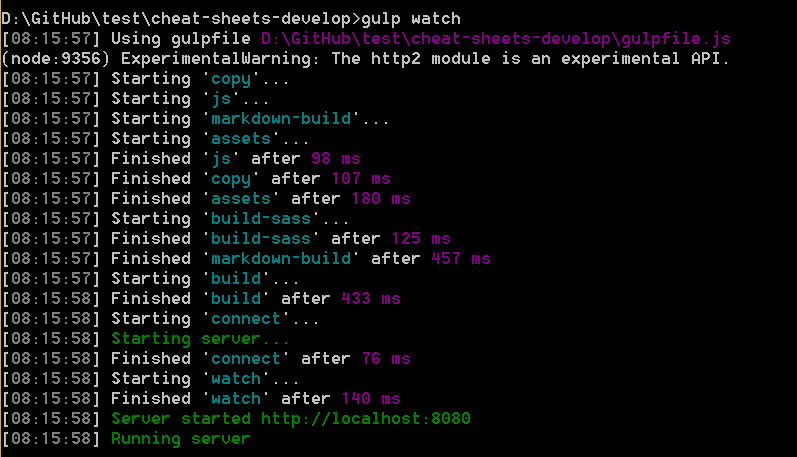 D:\GitHub\test\cheat-sheets-develop>gulp watch
[08:15:57] Using gulpfile D:\GitHub\test\cheat-sheets-develop\gulpfile.js
(node:9356) ExperimentalWarning: The http2 module is an experimental API.
[08:15:57] Starting 'copy'...
[08:15:57] Starting 'js'...
[08:15:57] Starting 'markdown-build'...
[08:15:57] Starting 'assets'...
[08:15:57] Finished 'js' after 98 ms
[08:15:57] Finished 'copy' after 107 ms
[08:15:57] Finished 'assets' after 180 ms
[08:15:57] Starting 'build-sass'...
[08:15:57] Finished 'build-sass' after 125 ms
[08:15:57] Finished 'markdown-build' after 457 ms
[08:15:57] Starting 'build'...
[08:15:58] Finished 'build' after 433 ms
[08:15:58] Starting 'connect'...
[08:15:58] Starting server...
[08:15:58] Finished 'connect' after 76 ms
[08:15:58] Starting 'watch'...
[08:15:58] Finished 'watch' after 140 ms
[08:15:58] Server started http://localhost:8080
[08:15:58] Running server